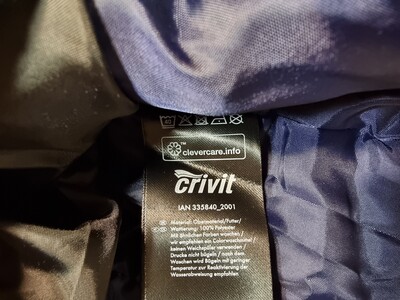 40
clevercare.info
crivit
IAN 335840_2001
Material: Obermaterial/Futter/
Wattierung: 100% Polyester
Mit ähnlichen Farben waschen /
wir empfehlen ein Colorwaschmittel /
keinen Weichspüler verwenden /
Drucke nicht bügeln / nach dem
Waschen wird Bügeln mit geringer
Temperatur zur Reaktivierung der
Wasserabweisung empfohlen